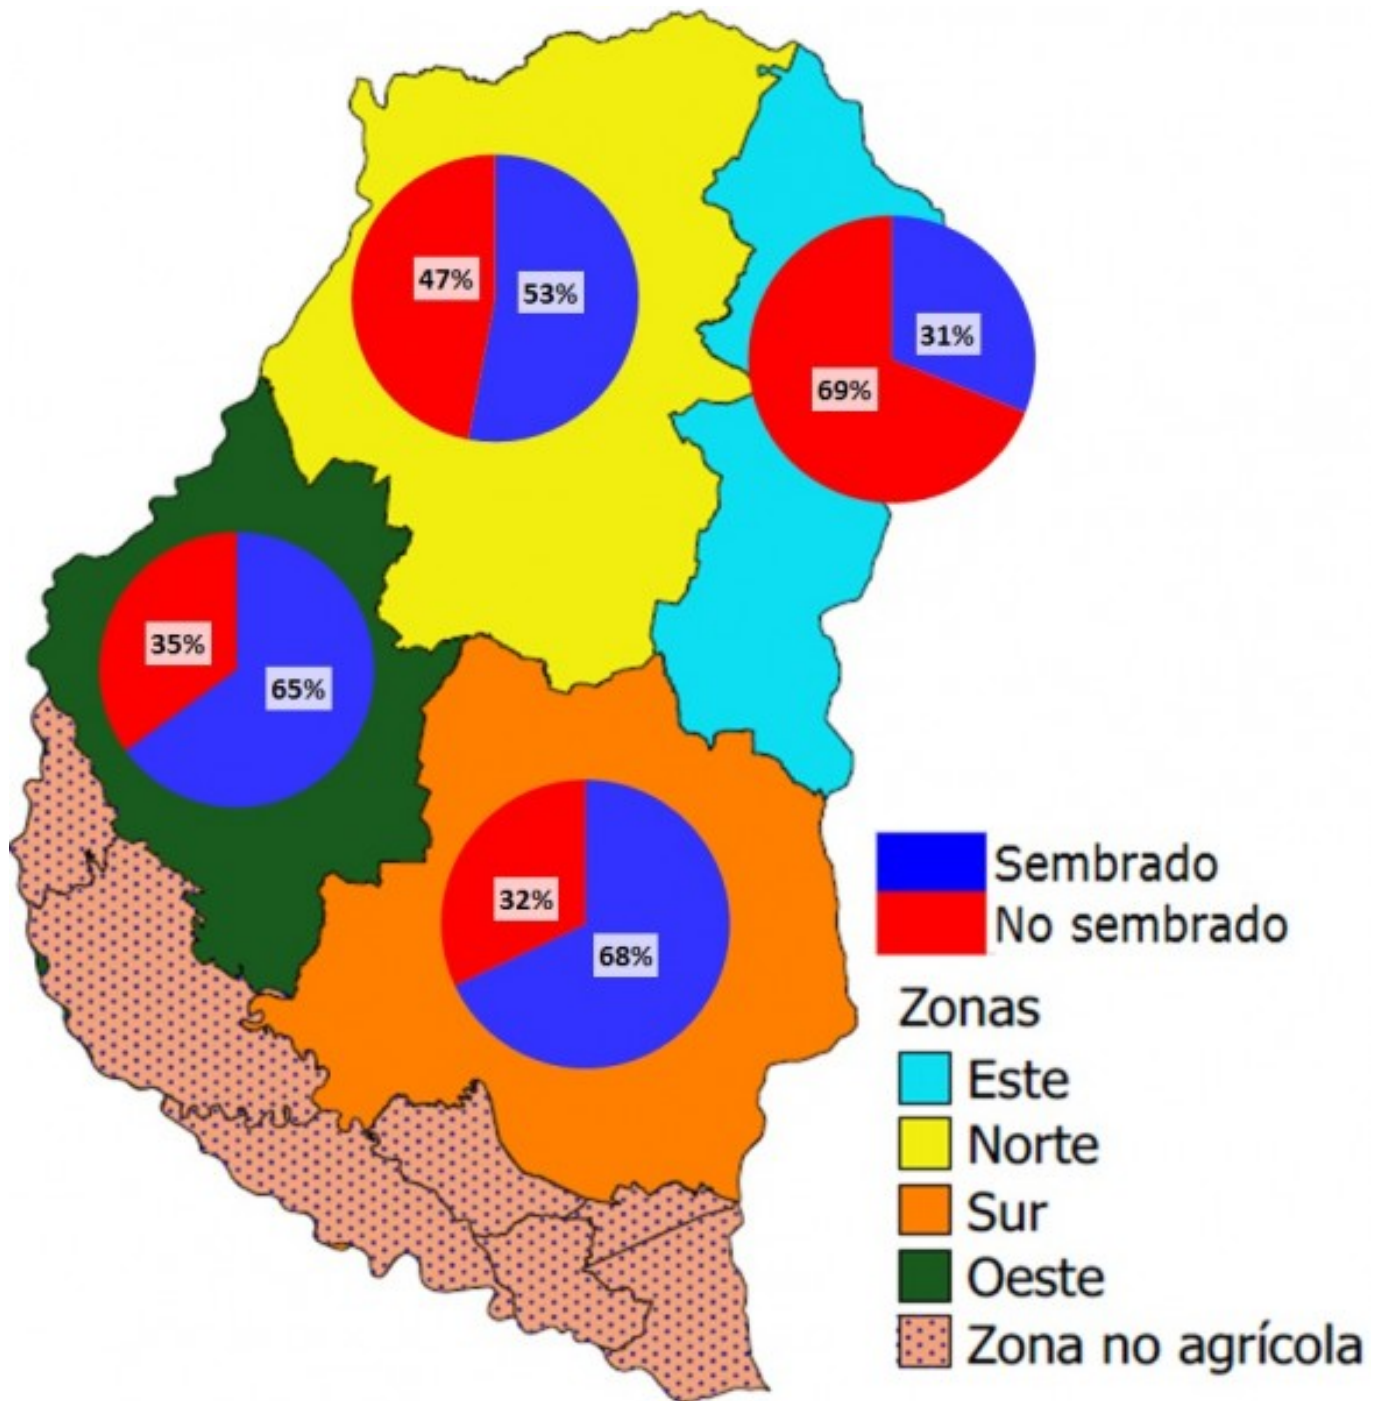 47%
53%
31%
69%
35%
65%
32%
68%
Sembrado
No sembrado
Zonas
Este
Norte
Sur
Oeste
Zona no agrícola